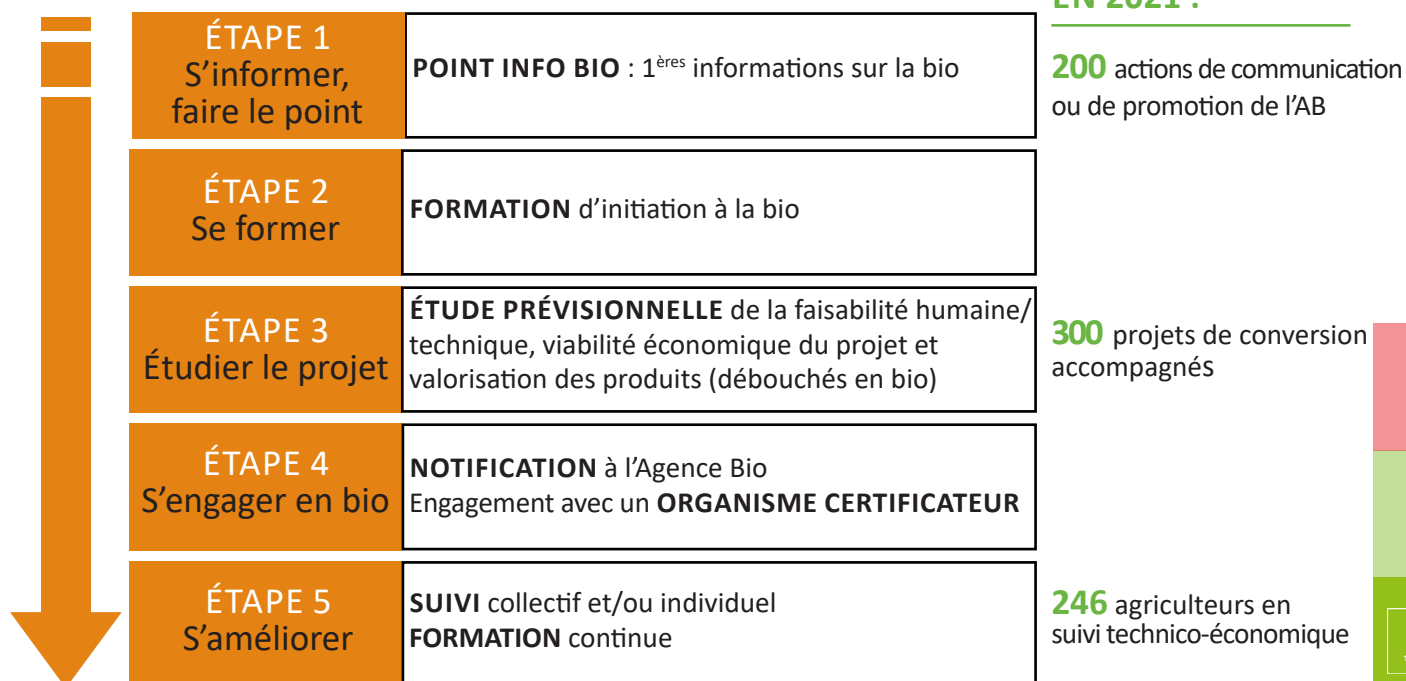 EN 2021 :
ÉTAPE 1
S'informer,
faire le point
POINT INFO BIO : 1ères informations sur la bio
200 actions de communication
ou de promotion de l'AB
ÉTAPE 2
Se former
FORMATION d'initiation à la bio
ÉTAPE 3
Étudier le projet
ÉTUDE PRÉVISIONNELLE de la faisabilité humaine/
technique, viabilité économique du projet et
valorisation des produits (débouchés en bio)
300 projets de conversion
accompagnés
ÉTAPE 4
S'engager en bio
NOTIFICATION à l'Agence Bio
Engagement avec un ORGANISME CERTIFICATEUR
ÉTAPE 5
S'améliorer
SUIVI collectif et/ou individuel
FORMATION continue
246 agriculteurs en
suivi technico-économique